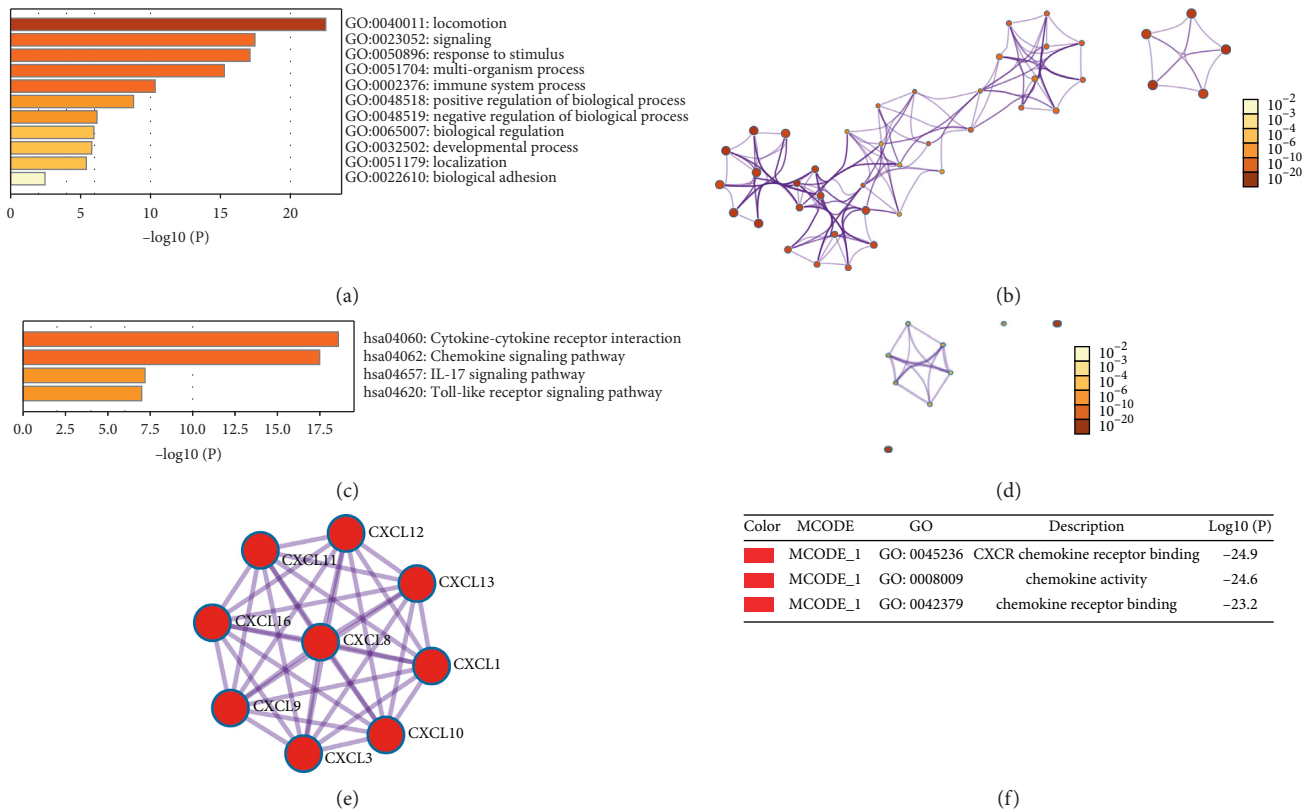 GO:0040011: locomotion
GO:0023052: signaling
GO:0050896: response to stimulus
GO:0051704: multi-organism process
GO:0002376: immune system process
GO:0048518: positive regulation of biological process
GO:0048519: negative regulation of biological process
GO:0065007: biological regulation
GO:0032502: developmental process
GO:0051179: localization
GO:0022610: biological adhesion
0 5 10 15 20
–log10 (P)
(a)
10−2
10−3
10−4
10−6
10−10
10−20
(b)
hsa04060: Cytokine-cytokine receptor interaction
hsa04062: Chemokine signaling pathway
hsa04657: IL-17 signaling pathway
hsa04620: Toll-like receptor signaling pathway
0.0 2.5 5.0 7.5 10.0 12.5 15.0 17.5
–log10 (P)
(c)
10−2
10−3
10−4
10−6
10−10
10−20
(d)
CXCL12
CXCL11
CXCL13
CXCL16
CXCL8
CXCL1
CXCL9
CXCL10
CXCL3
(e)
Color MCODE GO Description Log10 (P)
MCODE_1 GO: 0045236 CXCR chemokine receptor binding –24.9
MCODE_1 GO: 0008009 chemokine activity –24.6
MCODE_1 GO: 0042379 chemokine receptor binding –23.2
(f)